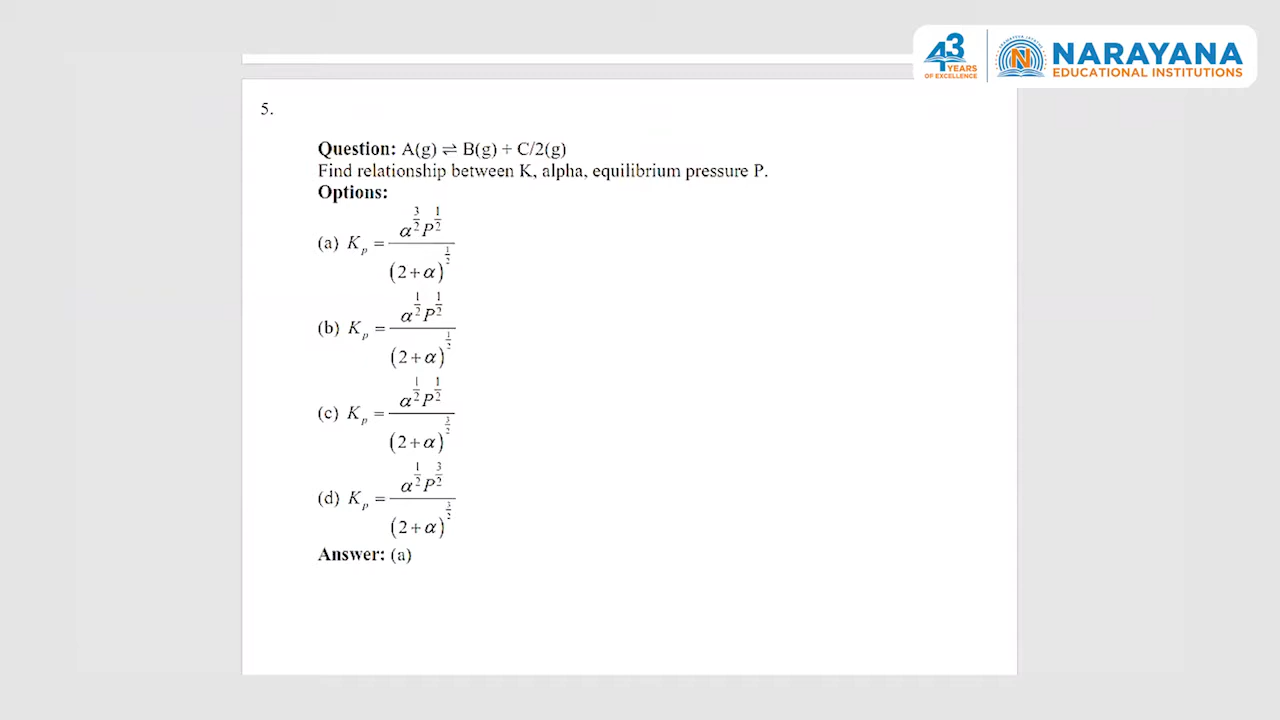 43 YEARS OF EXCELLENCE
NARAYANA
EDUCATIONAL INSTITUTIONS
5.
Question: A(g) ⇌ B(g) + C/2(g)
Find relationship between K, alpha, equilibrium pressure P.
Options:
(a) K_p = α^(3/2) P^(1/2) / (2+α)^(1/2)
(b) K_p = α^(1/2) P^(1/2) / (2+α)^(1/2)
(c) K_p = α^(1/2) P^(1/2) / (2+α)^(3/2)
(d) K_p = α^(1/2) P^(3/2) / (2+α)^(3/2)
Answer: (a)